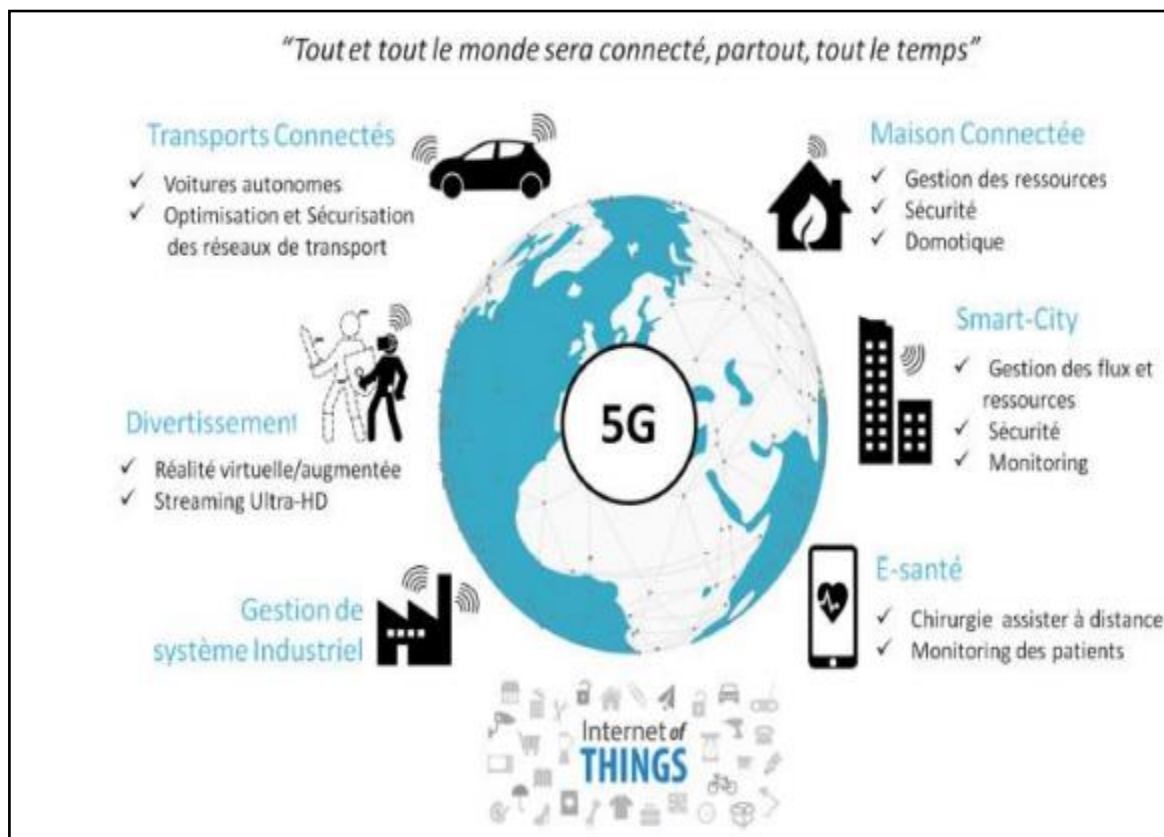 “Tout et tout le monde sera connecté, partout, tout le temps”
Transports Connectés
✓ Voitures autonomes
✓ Optimisation et Sécurisation
des réseaux de transport
Maison Connectée
✓ Gestion des ressources
✓ Sécurité
✓ Domotique
Divertissement
✓ Réalité virtuelle/augmentée
✓ Streaming Ultra-HD
5G
Smart-City
✓ Gestion des flux et
ressources
✓ Sécurité
✓ Monitoring
Gestion de
système Industriel
E-santé
✓ Chirurgie assister à distance
✓ Monitoring des patients
Internet of
THINGS